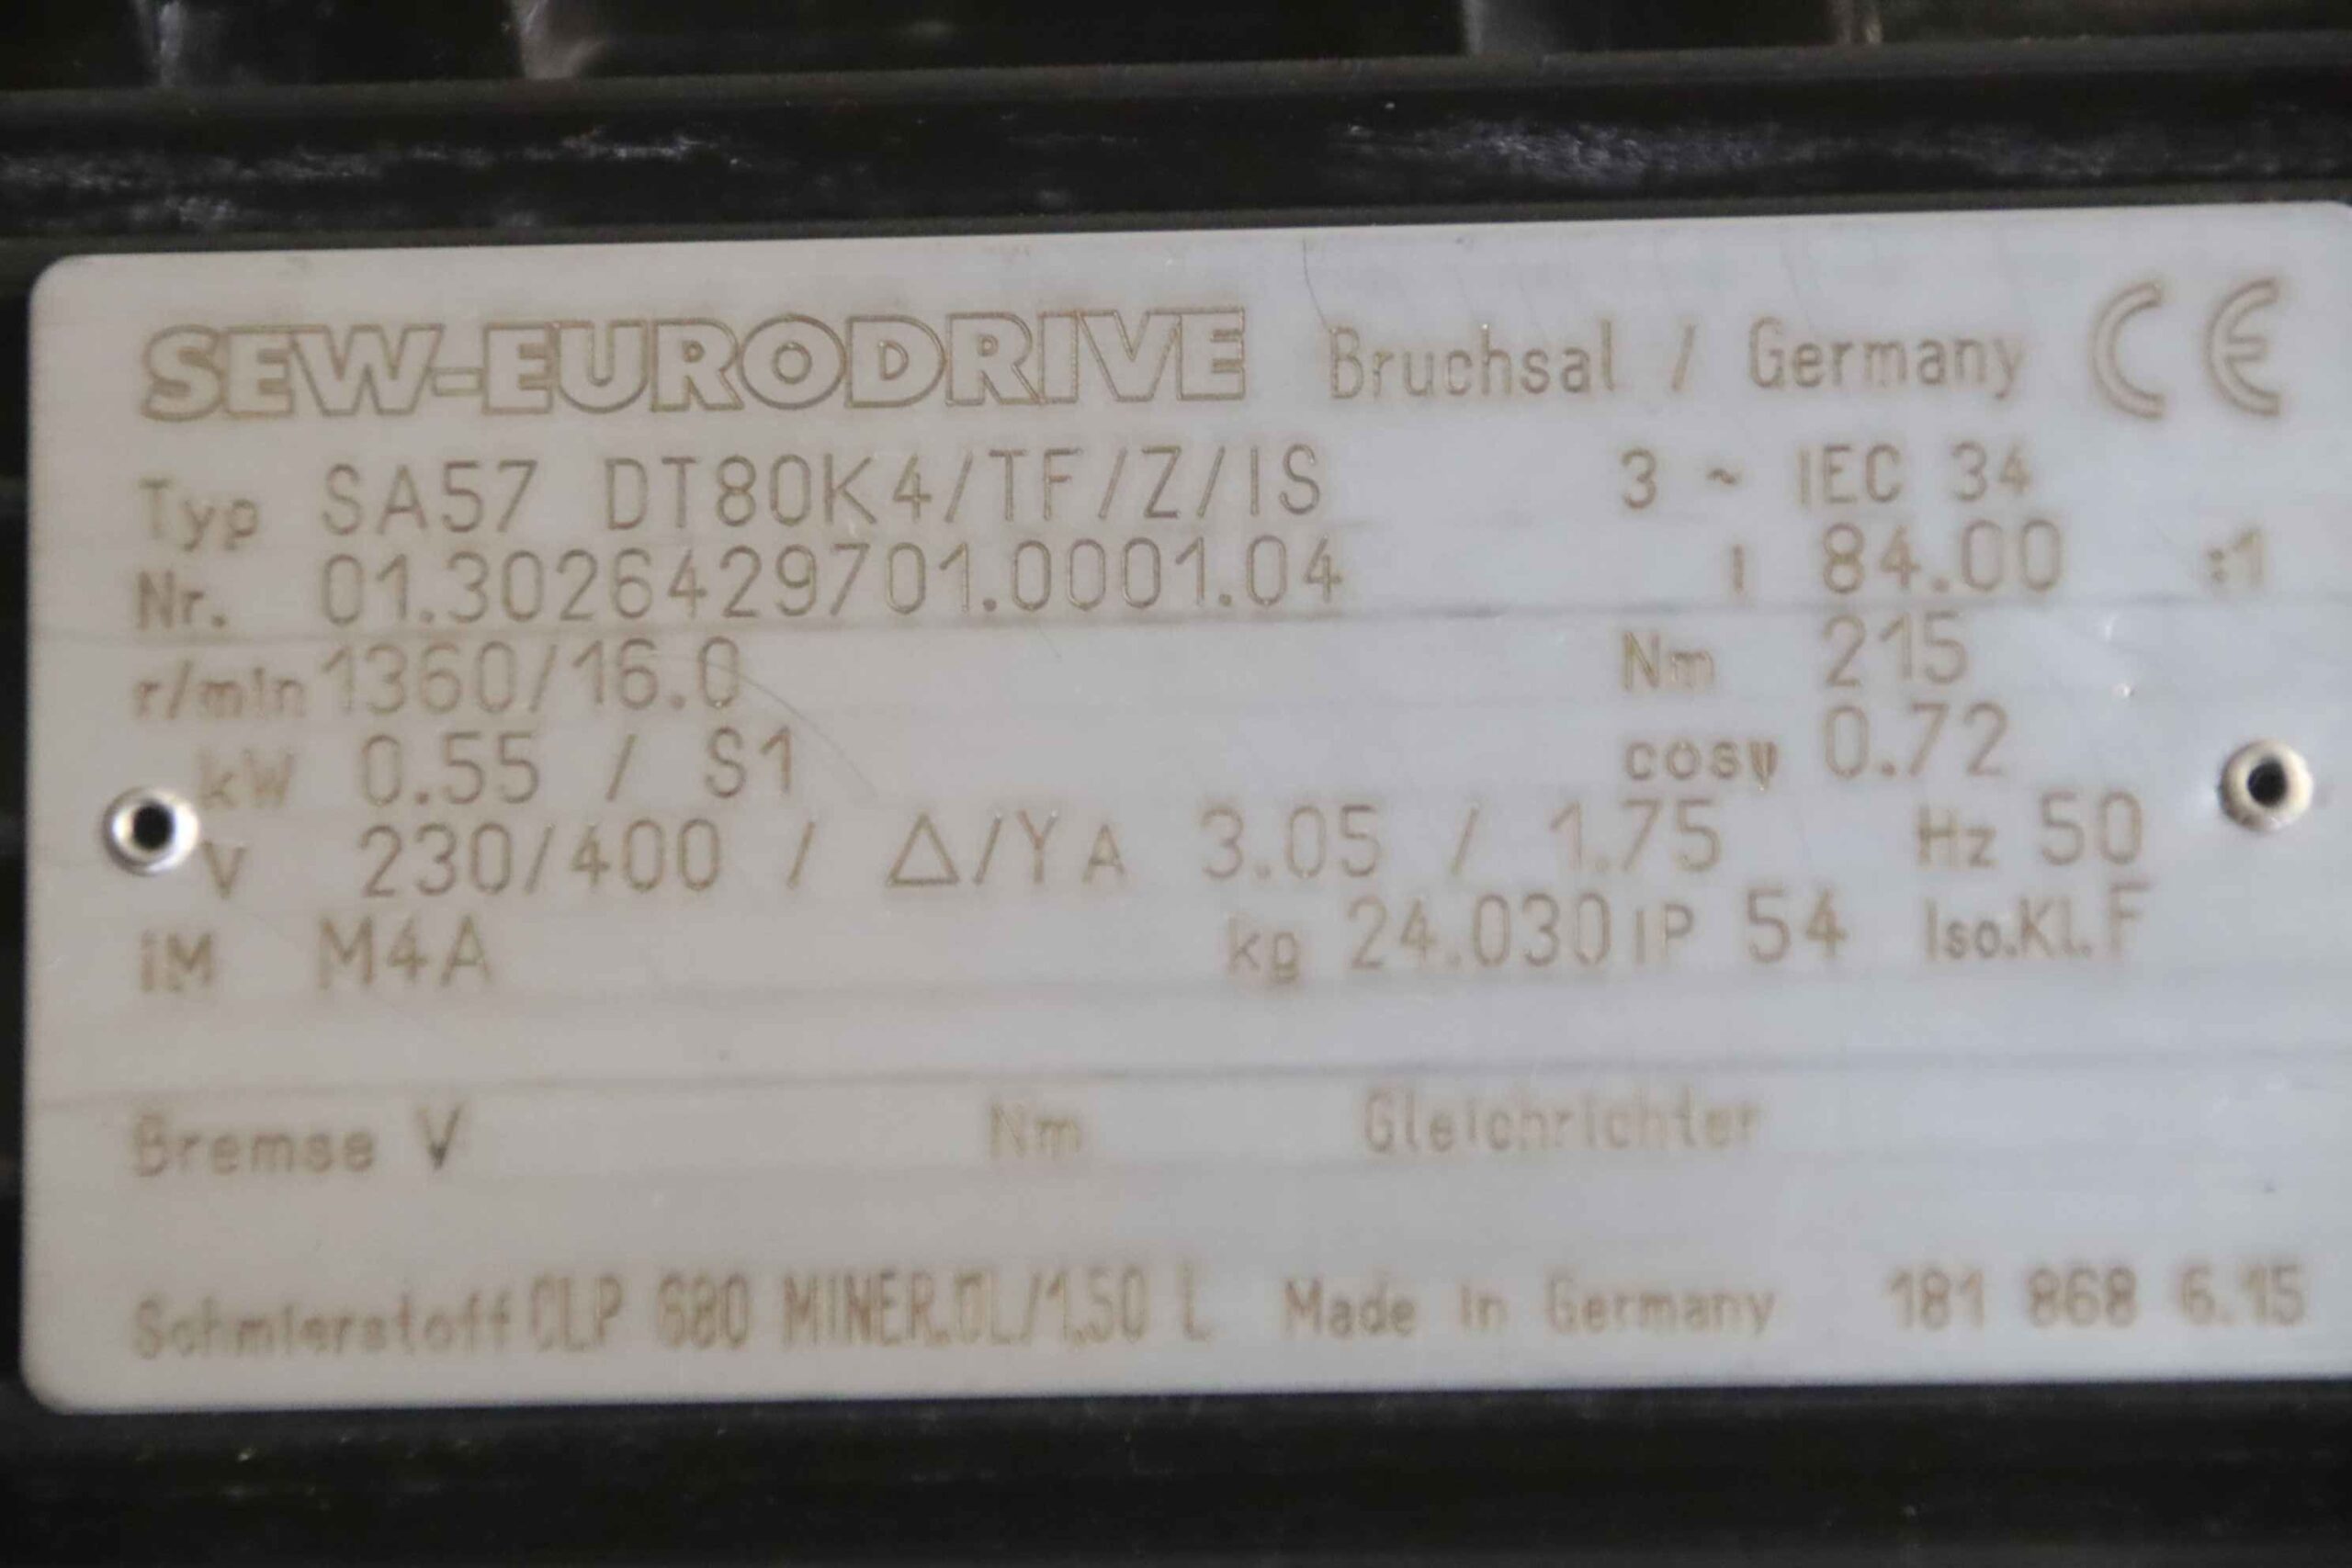 SEW-EURODRIVE Bruchsal / Germany CE
Typ SA57 DT80K4/TF/Z/IS 3 ~ IEC 34
Nr. 01.3026429701.0001.04 i 84.00 :1
r/min 1360/16.0 Nm 215
kW 0.55 / S1 cosφ 0.72
V 230/400 / Δ/Y A 3.05 / 1.75 Hz 50
iM M4A kg 24.030 IP 54 Iso.Kl. F
Bremse V Nm Gleichrichter
Schmierstoff CLP 680 MINER.ÖL/1.50 L Made in Germany 181 868 6.15